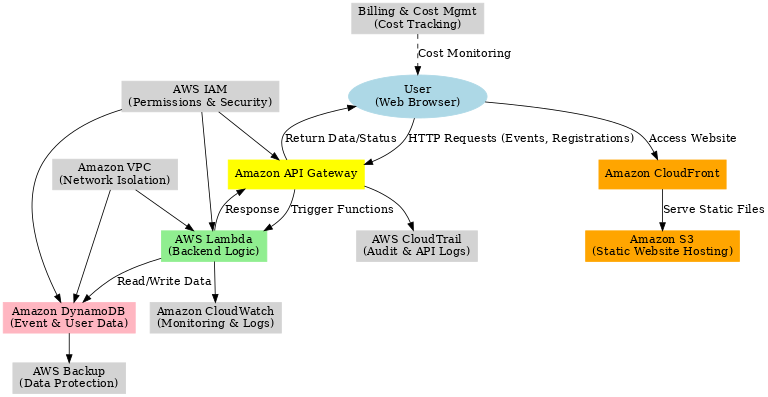 Billing & Cost Mgmt
(Cost Tracking)
Cost Monitoring
AWS IAM
(Permissions & Security)
User
(Web Browser)
Return Data/Status
HTTP Requests (Events, Registrations)
Access Website
Amazon VPC
(Network Isolation)
Amazon API Gateway
Amazon CloudFront
Response
Trigger Functions
Serve Static Files
AWS Lambda
(Backend Logic)
AWS CloudTrail
(Audit & API Logs)
Amazon S3
(Static Website Hosting)
Read/Write Data
Amazon DynamoDB
(Event & User Data)
Amazon CloudWatch
(Monitoring & Logs)
AWS Backup
(Data Protection)